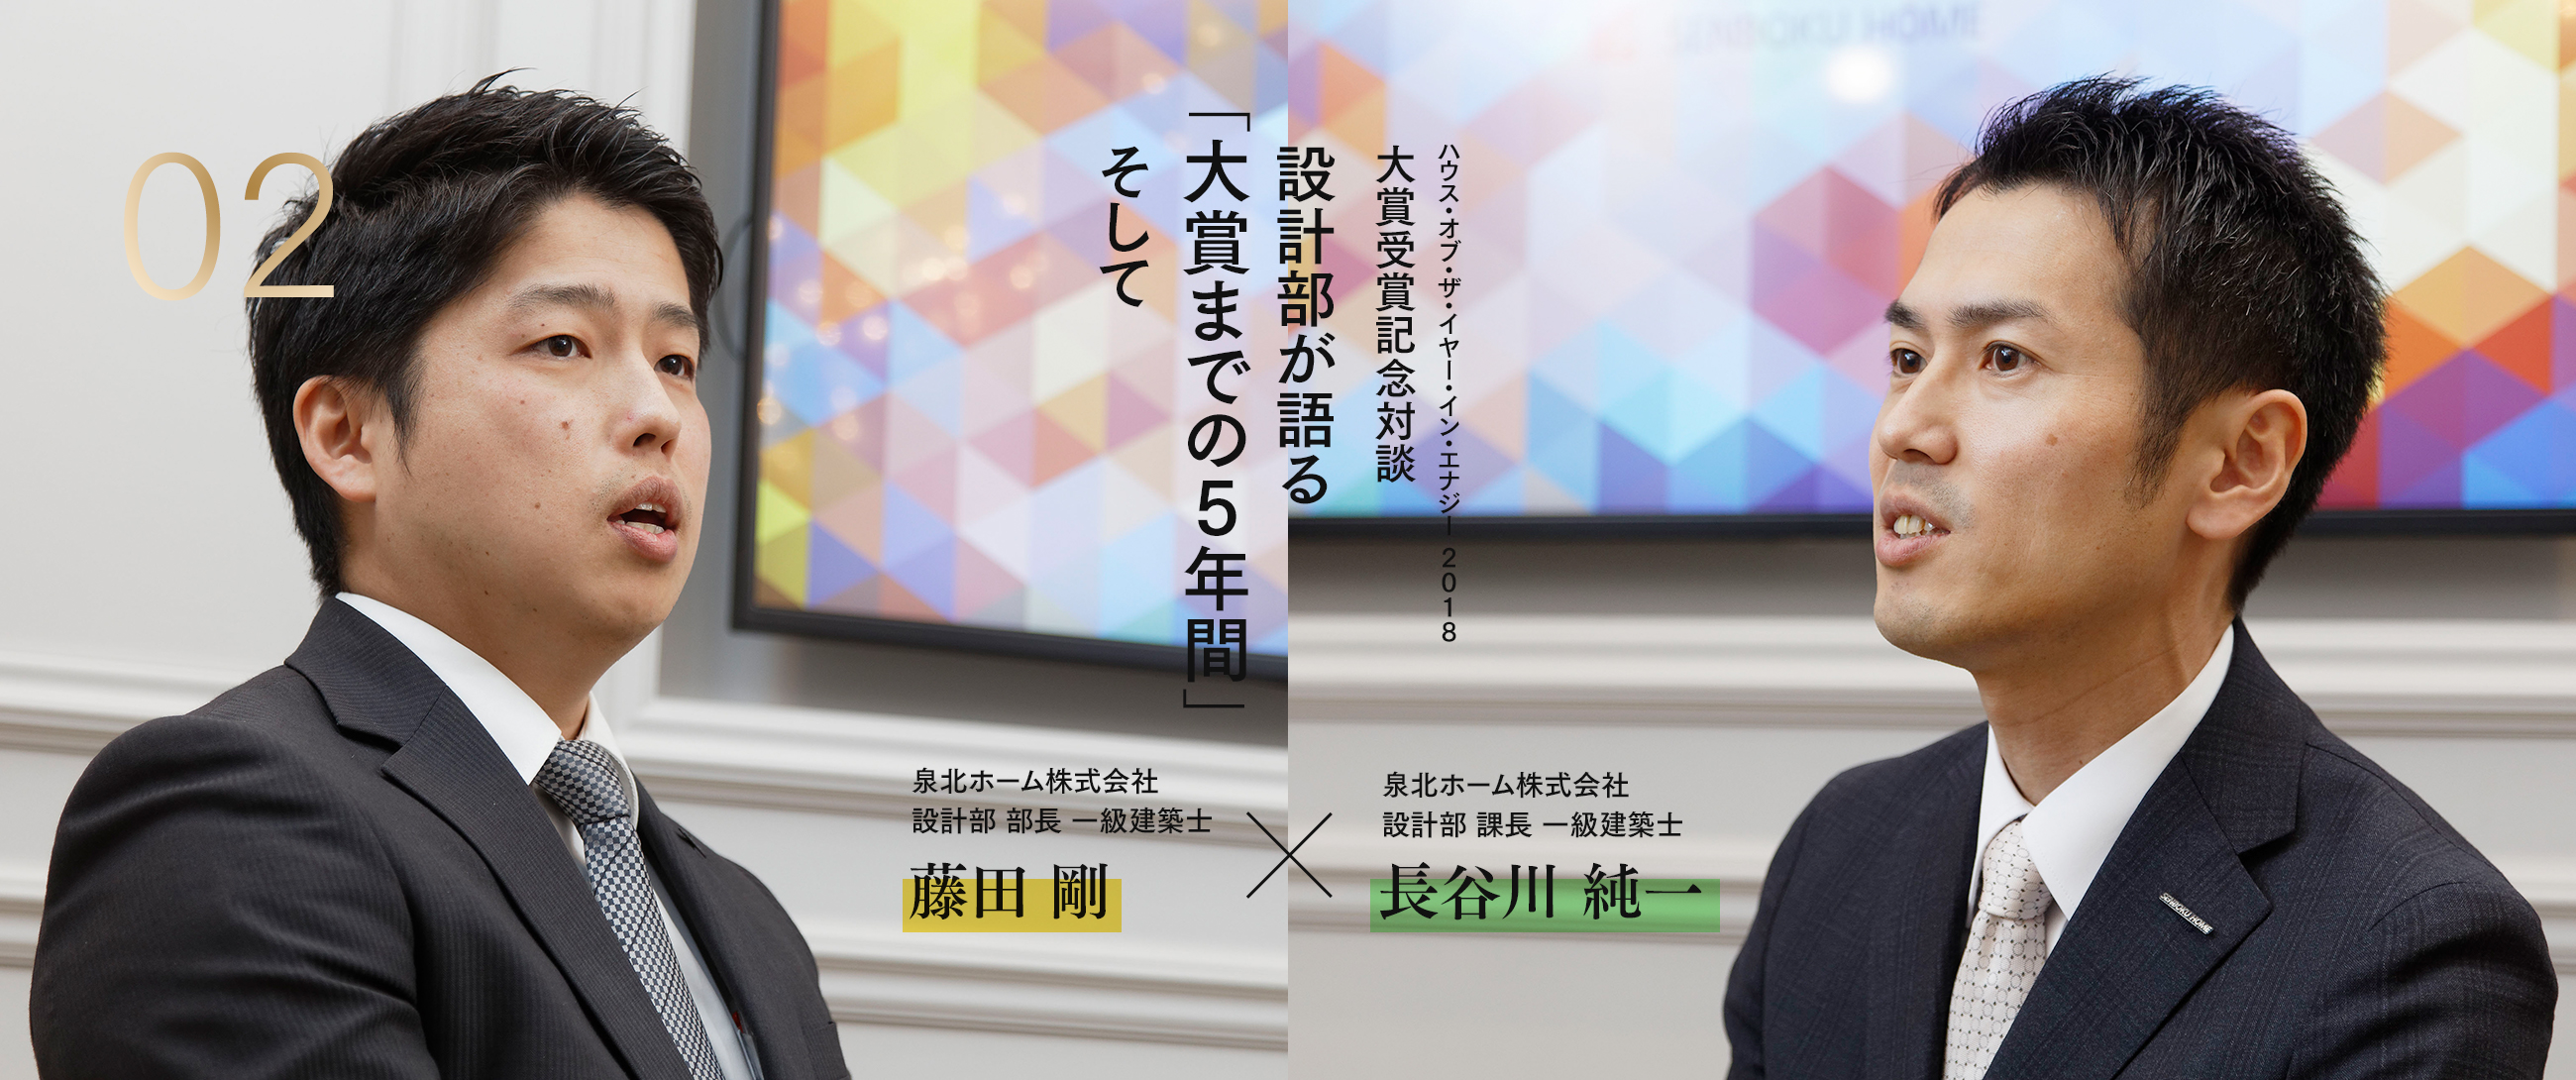 02
ハウス・オブ・ザ・イヤー・イン・エナジー2018
大賞受賞記念対談
設計部が語る
「大賞までの5年間」
そして
泉北ホーム株式会社
設計部 部長 一級建築士
藤田 剛
泉北ホーム株式会社
設計部 課長 一級建築士
長谷川 純一
SENBOKU HOME
SENBOKU HOME